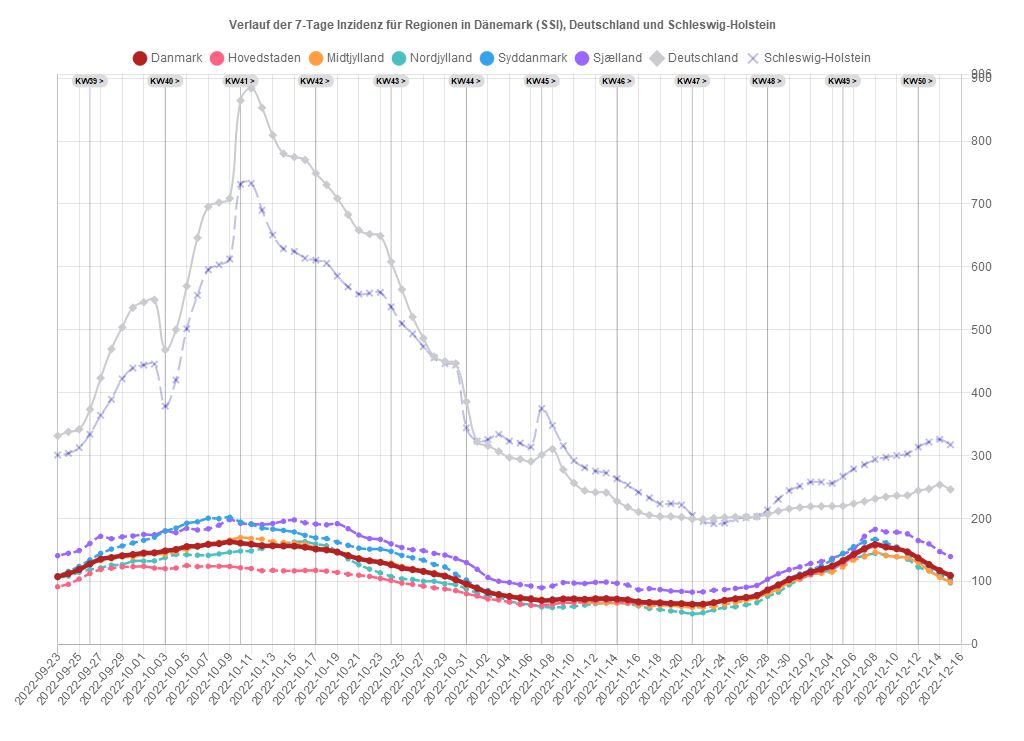 Verlauf der 7-Tage Inzidenz für Regionen in Dänemark (SSI), Deutschland und Schleswig-Holstein
Danmark Hovedstaden Midtjylland Nordjylland Syddanmark Sjælland Deutschland Schleswig-Holstein
KW39 > KW40 > KW41 > KW42 > KW43 > KW44 > KW45 > KW46 > KW47 > KW48 > KW49 > KW50 >
906
900
800
700
600
500
400
300
200
100
0
2022-09-23 2022-09-25 2022-09-27 2022-09-29 2022-10-01 2022-10-03 2022-10-05 2022-10-07 2022-10-09 2022-10-11 2022-10-13 2022-10-15 2022-10-17 2022-10-19 2022-10-21 2022-10-23 2022-10-25 2022-10-27 2022-10-29 2022-10-31 2022-11-02 2022-11-04 2022-11-06 2022-11-08 2022-11-10 2022-11-12 2022-11-14 2022-11-16 2022-11-18 2022-11-20 2022-11-22 2022-11-24 2022-11-26 2022-11-28 2022-11-30 2022-12-02 2022-12-04 2022-12-06 2022-12-08 2022-12-10 2022-12-12 2022-12-14 2022-12-16